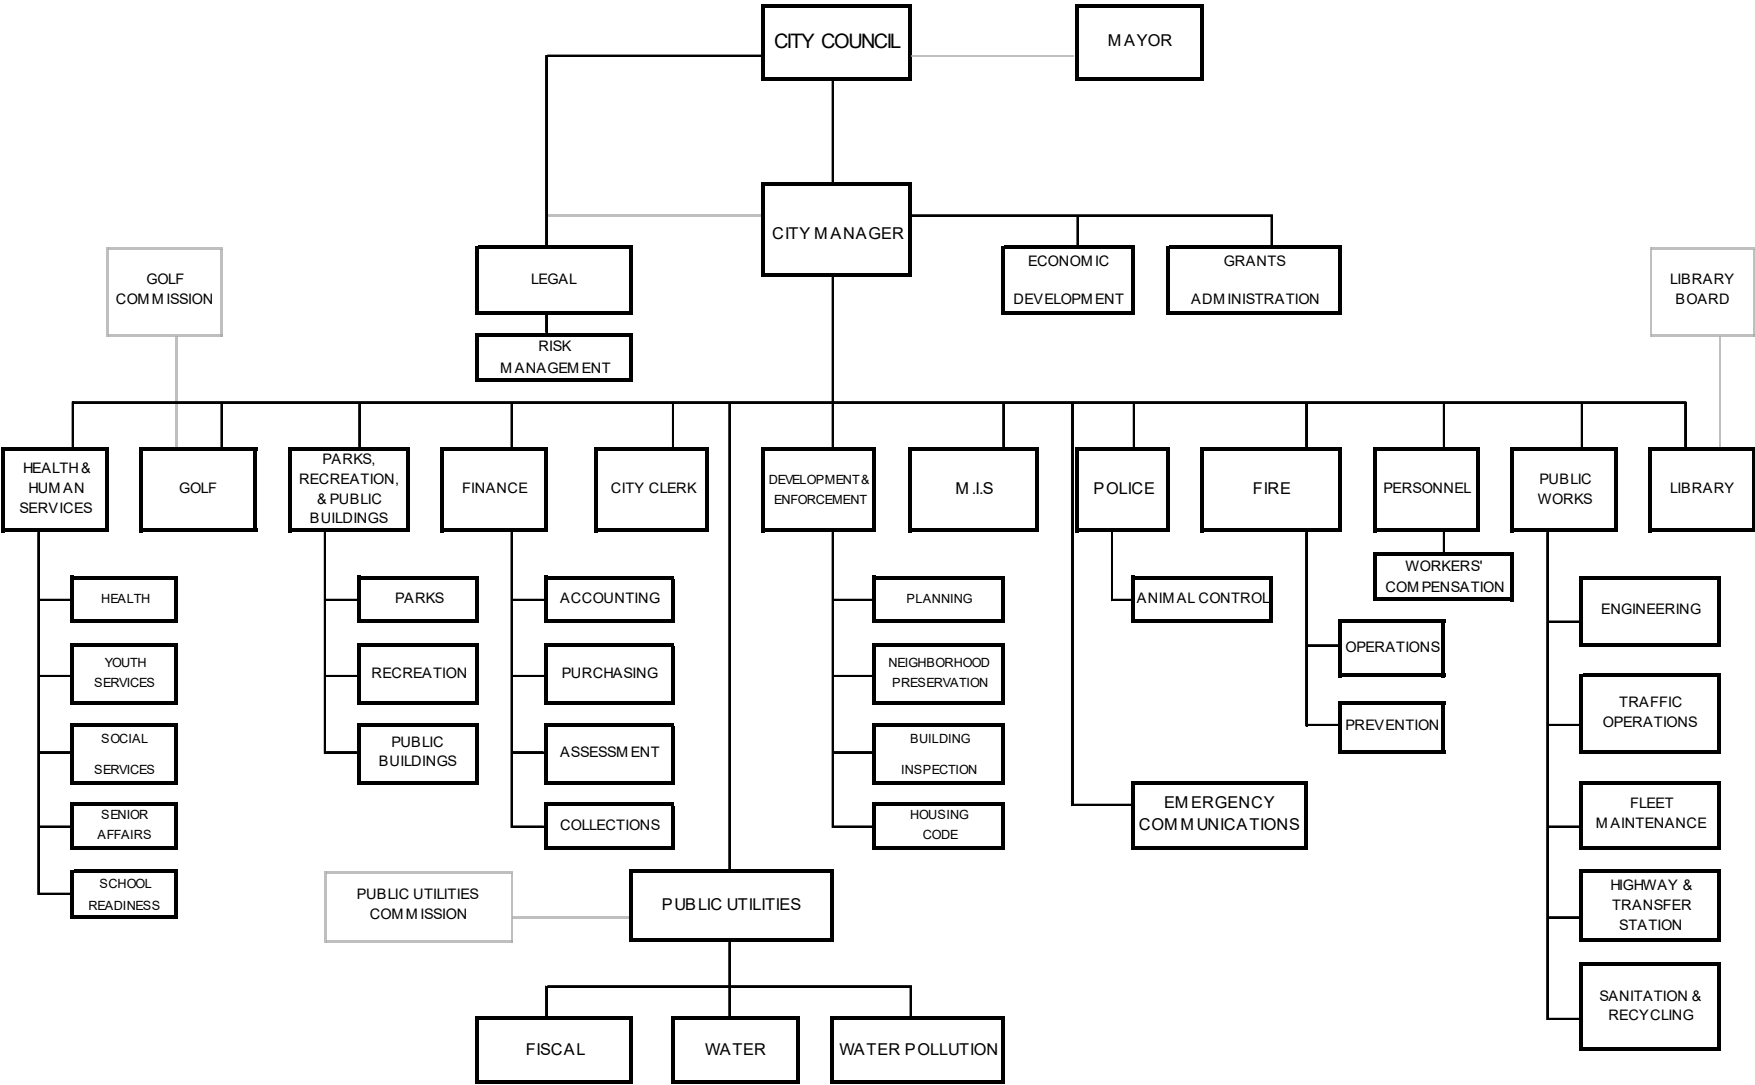 CITY COUNCIL
MAYOR
CITY MANAGER
LEGAL
ECONOMIC
DEVELOPMENT
GRANTS
ADMINISTRATION
GOLF
COMMISSION
LIBRARY
BOARD
RISK
MANAGEMENT
HEALTH &
HUMAN
SERVICES
GOLF
PARKS,
RECREATION,
& PUBLIC
BUILDINGS
FINANCE
CITY CLERK
DEVELOPMENT &
ENFORCEMENT
M.I.S
POLICE
FIRE
PERSONNEL
PUBLIC
WORKS
LIBRARY
WORKERS'
COMPENSATION
HEALTH
PARKS
ACCOUNTING
PLANNING
ANIMAL CONTROL
ENGINEERING
OPERATIONS
YOUTH
SERVICES
RECREATION
PURCHASING
NEIGHBORHOOD
PRESERVATION
TRAFFIC
OPERATIONS
PREVENTION
SOCIAL
SERVICES
PUBLIC
BUILDINGS
ASSESSMENT
BUILDING
INSPECTION
SENIOR
AFFAIRS
COLLECTIONS
HOUSING
CODE
EMERGENCY
COMMUNICATIONS
FLEET
MAINTENANCE
SCHOOL
READINESS
PUBLIC UTILITIES
COMMISSION
PUBLIC UTILITIES
HIGHWAY &
TRANSFER
STATION
SANITATION &
RECYCLING
FISCAL
WATER
WATER POLLUTION